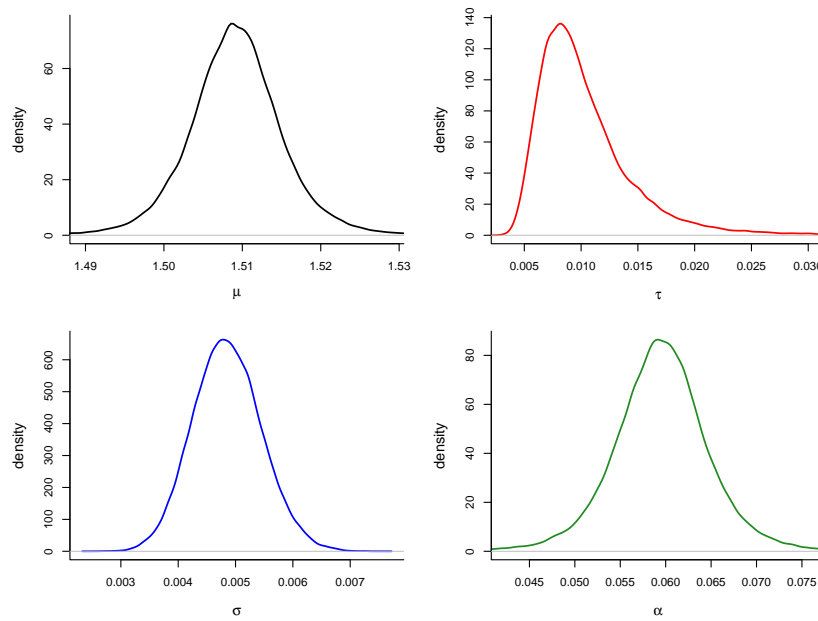 density
0 20 40 60
1.49 1.50 1.51 1.52 1.53
μ
density
0 20 40 60 80 100 120 140
0.005 0.010 0.015 0.020 0.025 0.030
τ
density
0 100 200 300 400 500 600
0.003 0.004 0.005 0.006 0.007
σ
density
0 20 40 60 80
0.045 0.050 0.055 0.060 0.065 0.070 0.075
α